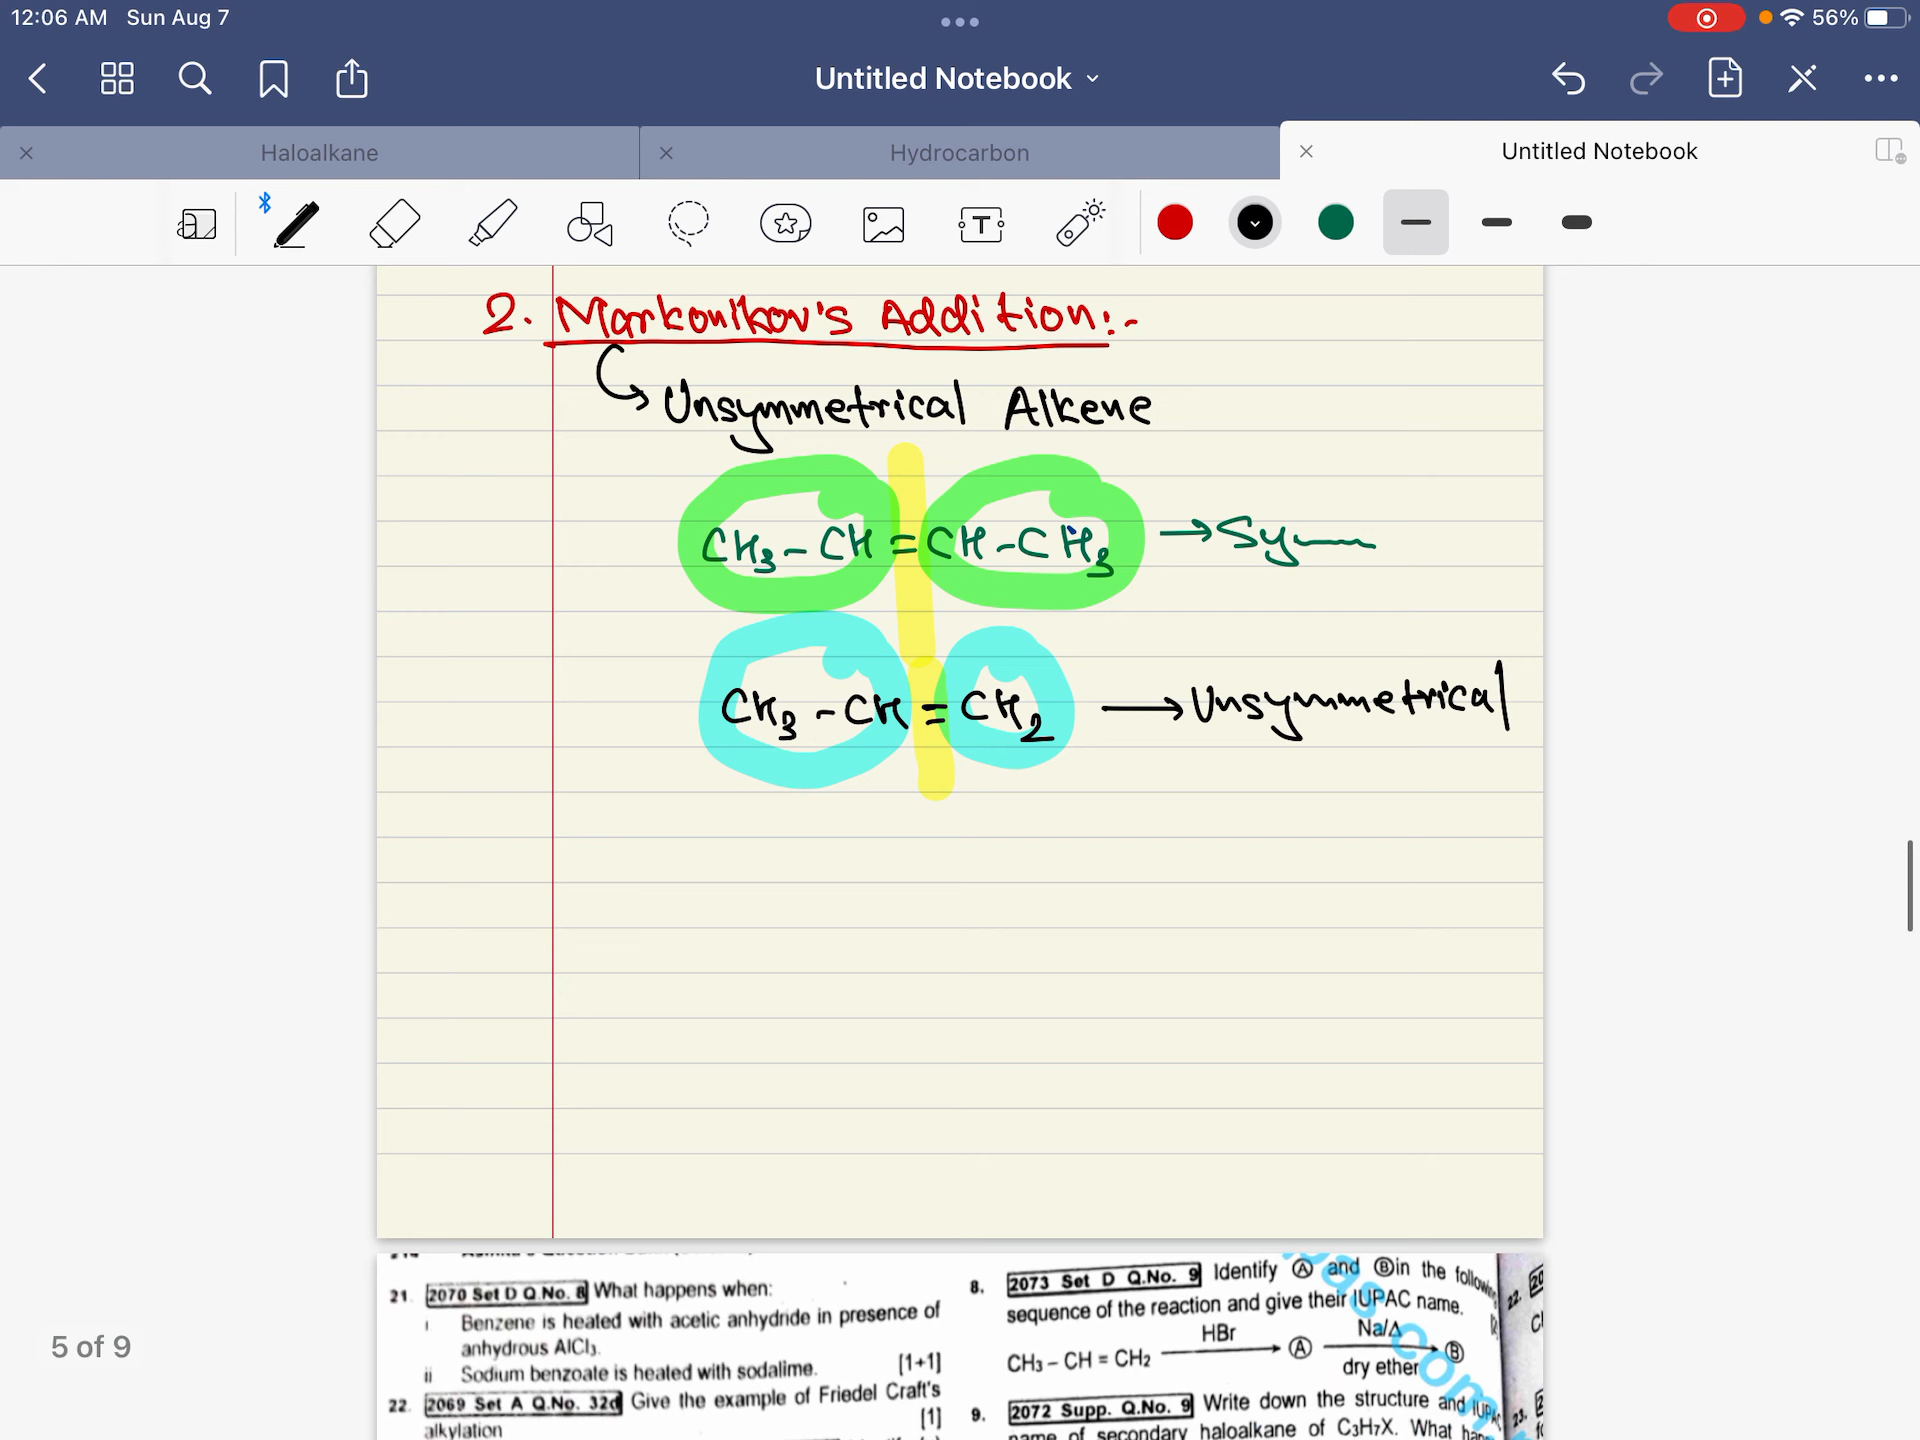 12:06 AM Sun Aug 7
56%
Untitled Notebook
Haloalkane
Hydrocarbon
Untitled Notebook
T
2. Markonikov's Addition:-
Unsymmetrical Alkene
CH3-CH=CH-CH3 → Sym
CH3-CH=CH2 → Unsymmetrical
5 of 9
21. 2070 Set D Q.No. 8 What happens when:
i Benzene is heated with acetic anhydride in presence of
anhydrous AlCl3.
ii Sodium benzoate is heated with sodalime. [1+1]
22. 2069 Set A Q.No. 32d Give the example of Friedel Craft's
alkylation [1]
8. 2073 Set D Q.No. 9 Identify Ⓐ and Ⓑ in the
sequence of the reaction and give their IUPAC name.
CH3 – CH = CH2 HBr → Ⓐ Na/Δ dry ether → Ⓑ
9. 2072 Supp. Q.No. 9 Write down the structure and
name of secondary haloalkane of C3H7X. What
22.
23.